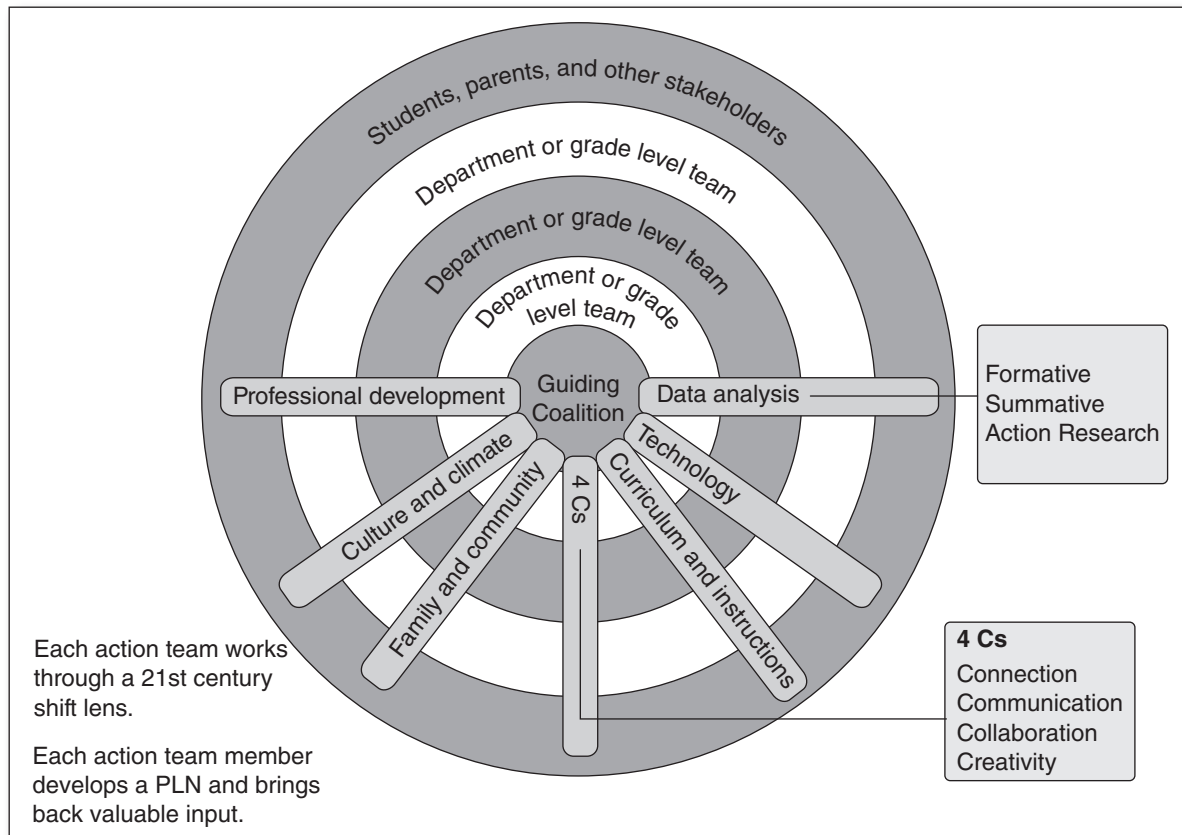 Students, parents, and other stakeholders
Department or grade level team
Department or grade level team
Department or grade
level team
Guiding
Coalition
Professional development
Data analysis
Culture and climate
Family and community
4 Cs
Curriculum and instructions
Technology
Formative
Summative
Action Research
4 Cs
Connection
Communication
Collaboration
Creativity
Each action team works
through a 21st century
shift lens.
Each action team member
develops a PLN and brings
back valuable input.